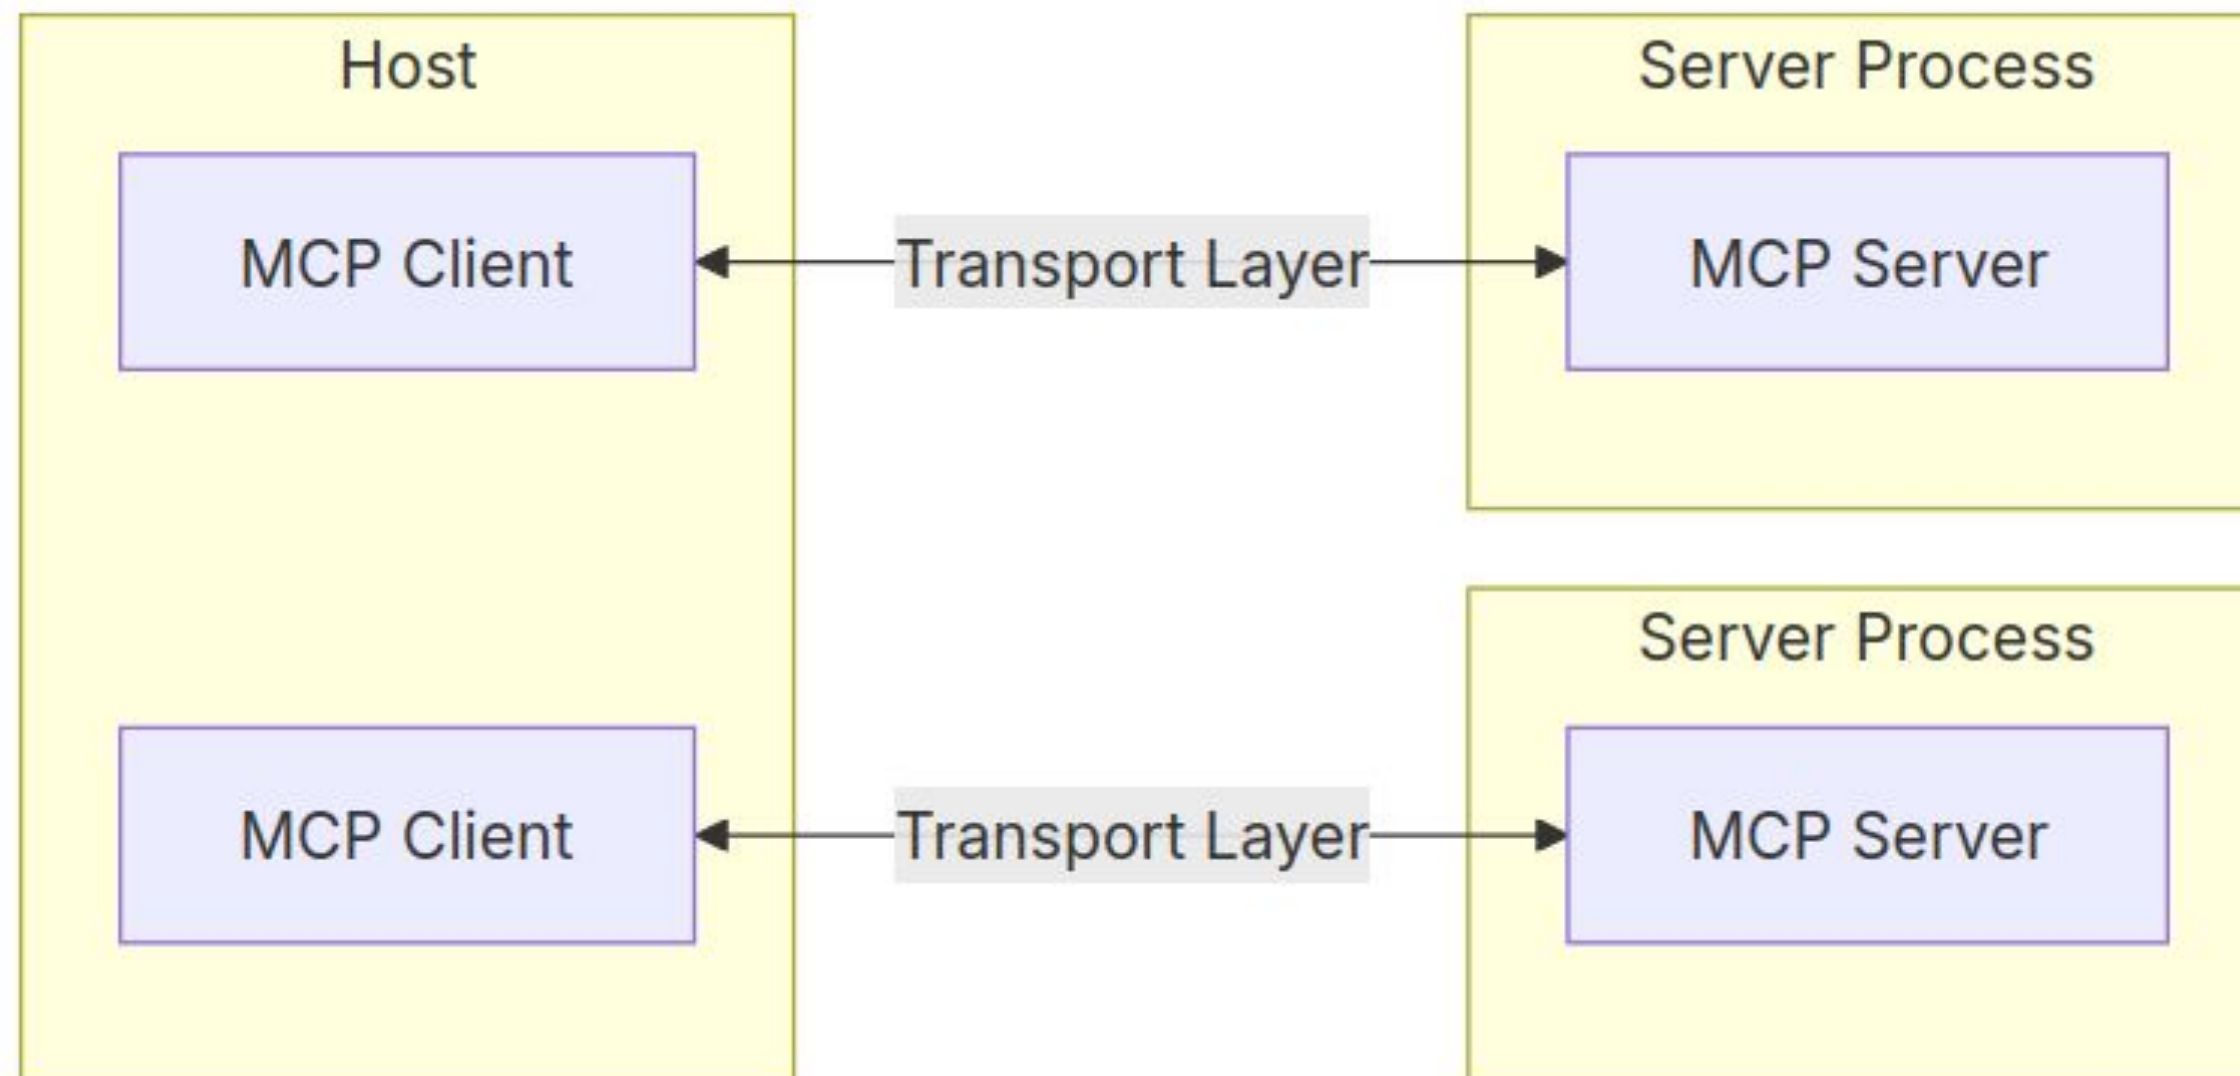 Host
Server Process
MCP Client
Transport Layer
MCP Server
Server Process
MCP Client
Transport Layer
MCP Server